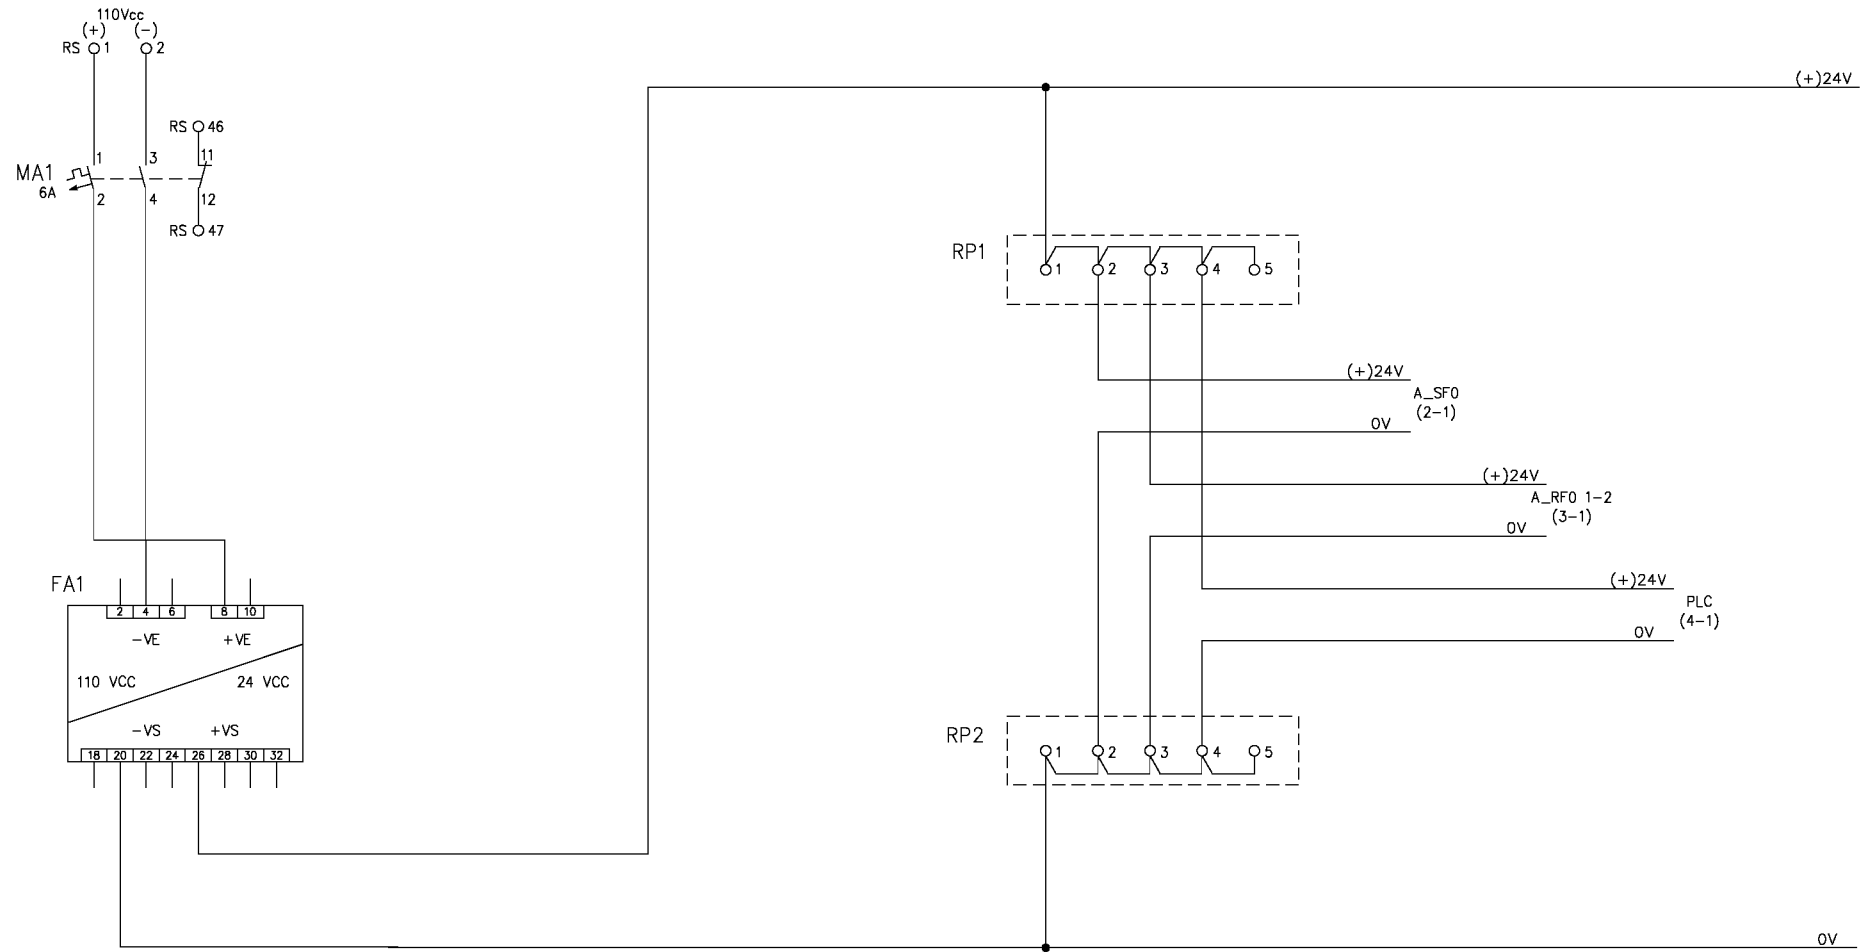 110Vcc
(+) (-)
RS 1 2
(+)24V
RS 46
1 3 11
MA1
6A
2 4 12
RS 47
RP1
1 2 3 4 5
(+)24V
A_SF0
(2-1)
0V
(+)24V
A_RF0 1-2
(3-1)
0V
FA1
(+)24V
PLC
(4-1)
0V
2 4 6 8 10
-VE +VE
110 VCC 24 VCC
-VS +VS
18 20 22 24 26 28 30 32
RP2
1 2 3 4 5
0V